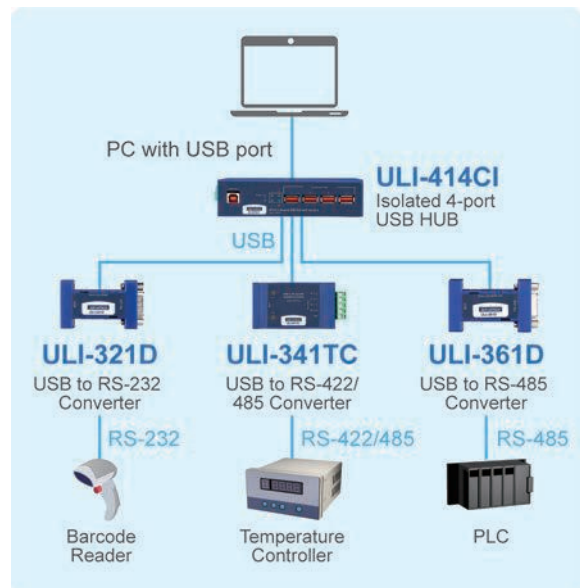 PC with USB port
ULI-414CI
Isolated 4-port
USB HUB
USB
ULI-321D
USB to RS-232
Converter
ULI-341TC
USB to RS-422/
485 Converter
ULI-361D
USB to RS-485
Converter
RS-232
RS-422/485
RS-485
Barcode
Reader
Temperature
Controller
PLC